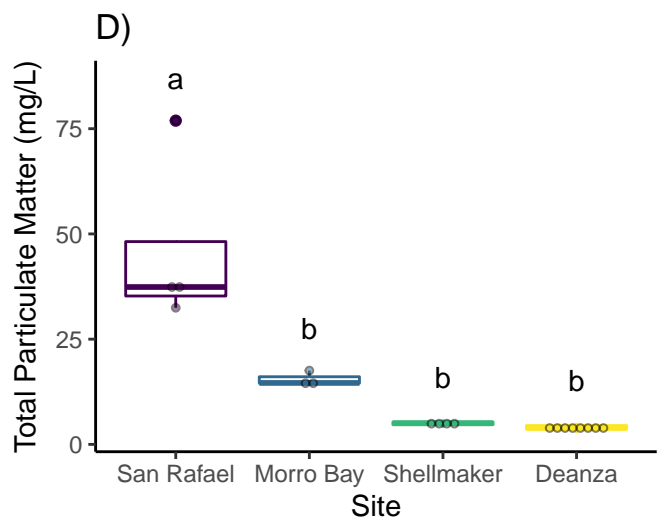 D)
Total Particulate Matter (mg/L)
75
50
25
0
a
b
b
b
San Rafael
Morro Bay
Shellmaker
Deanza
Site